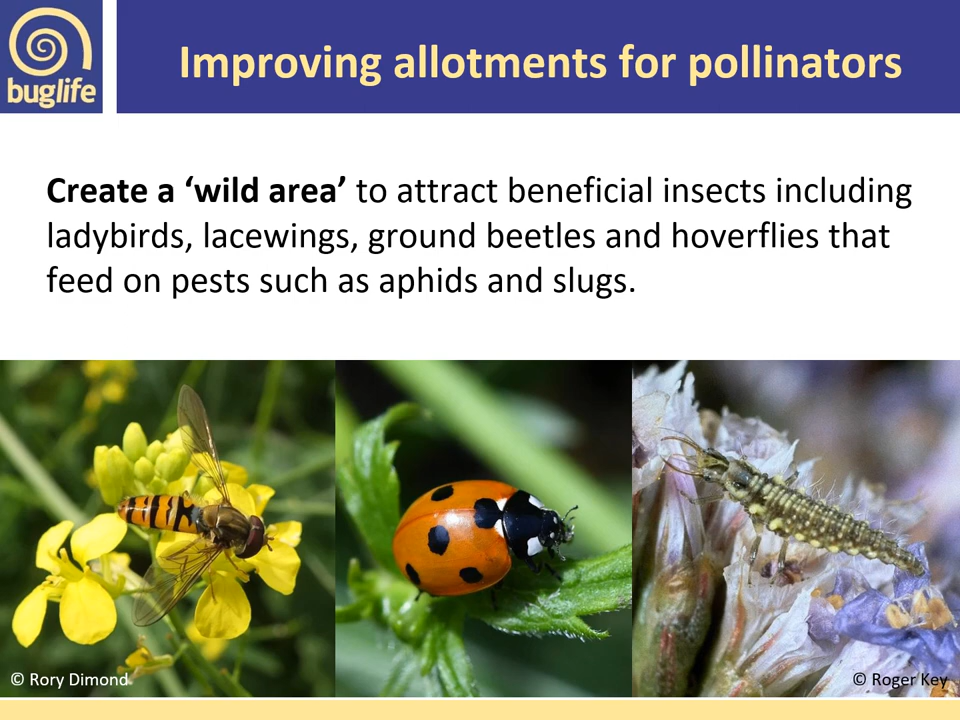 buglife
Improving allotments for pollinators
Create a ‘wild area’ to attract beneficial insects including
ladybirds, lacewings, ground beetles and hoverflies that
feed on pests such as aphids and slugs.
© Rory Dimond
© Roger Key